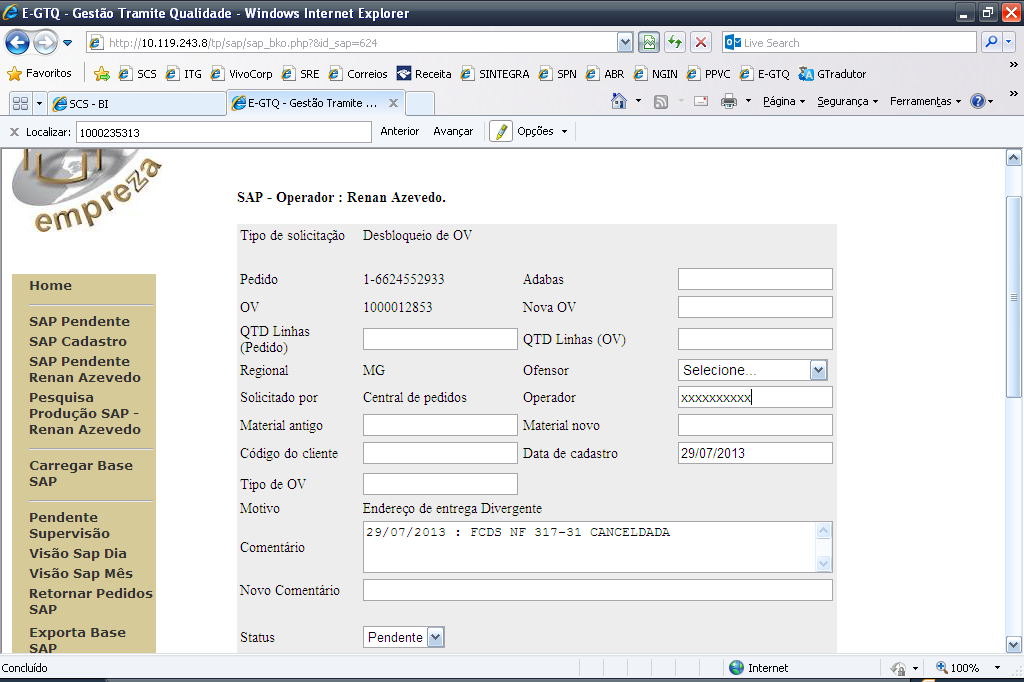 E-GTQ - Gestão Tramite Qualidade - Windows Internet Explorer
http://10.119.243.8/tp/sap/sap_bko.php?&id_sap=624
Live Search
Favoritos SCS ITG VivoCorp SRE Correios Receita SINTEGRA SPN ABR NGIN PPVC E-GTQ GTradutor
SCS - BI E-GTQ - Gestão Tramite ... Página Segurança Ferramentas
Localizar: 1000235313 Anterior Avançar Opções
empreza
SAP - Operador : Renan Azevedo.
Tipo de solicitação Desbloqueio de OV
Pedido 1-6624552933 Adabas
OV 1000012853 Nova OV
QTD Linhas
(Pedido)
QTD Linhas (OV)
Regional MG Ofensor Selecione...
Solicitado por Central de pedidos Operador xxxxxxxxxx
Material antigo Material novo
Código do cliente Data de cadastro 29/07/2013
Tipo de OV
Motivo Endereço de entrega Divergente
Comentário 29/07/2013 : FCDS NF 317-31 CANCELDADA
Novo Comentário
Status Pendente
Home
SAP Pendente
SAP Cadastro
SAP Pendente
Renan Azevedo
Pesquisa
Produção SAP -
Renan Azevedo
Carregar Base
SAP
Pendente
Supervisão
Visão Sap Dia
Visão Sap Mês
Retornar Pedidos
SAP
Exporta Base
SAP
Concluído Internet 100%